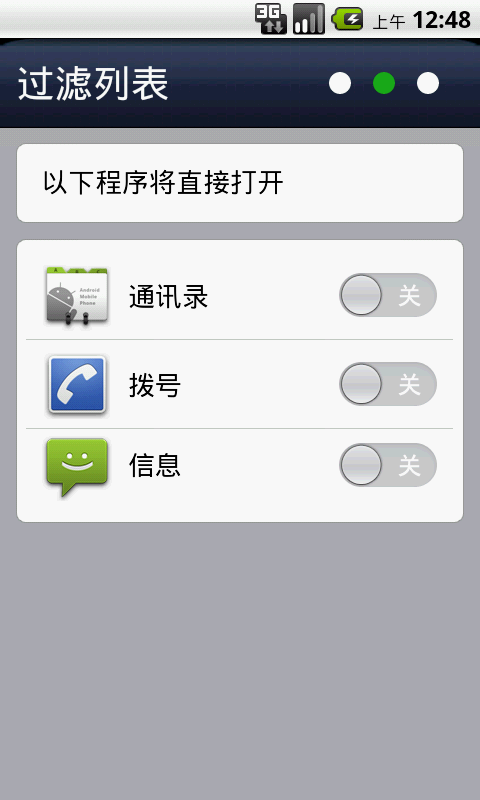 3G 上午 12:48
过滤列表
以下程序将直接打开
Android
Mobile
Phone
通讯录 关
拨号 关
信息 关